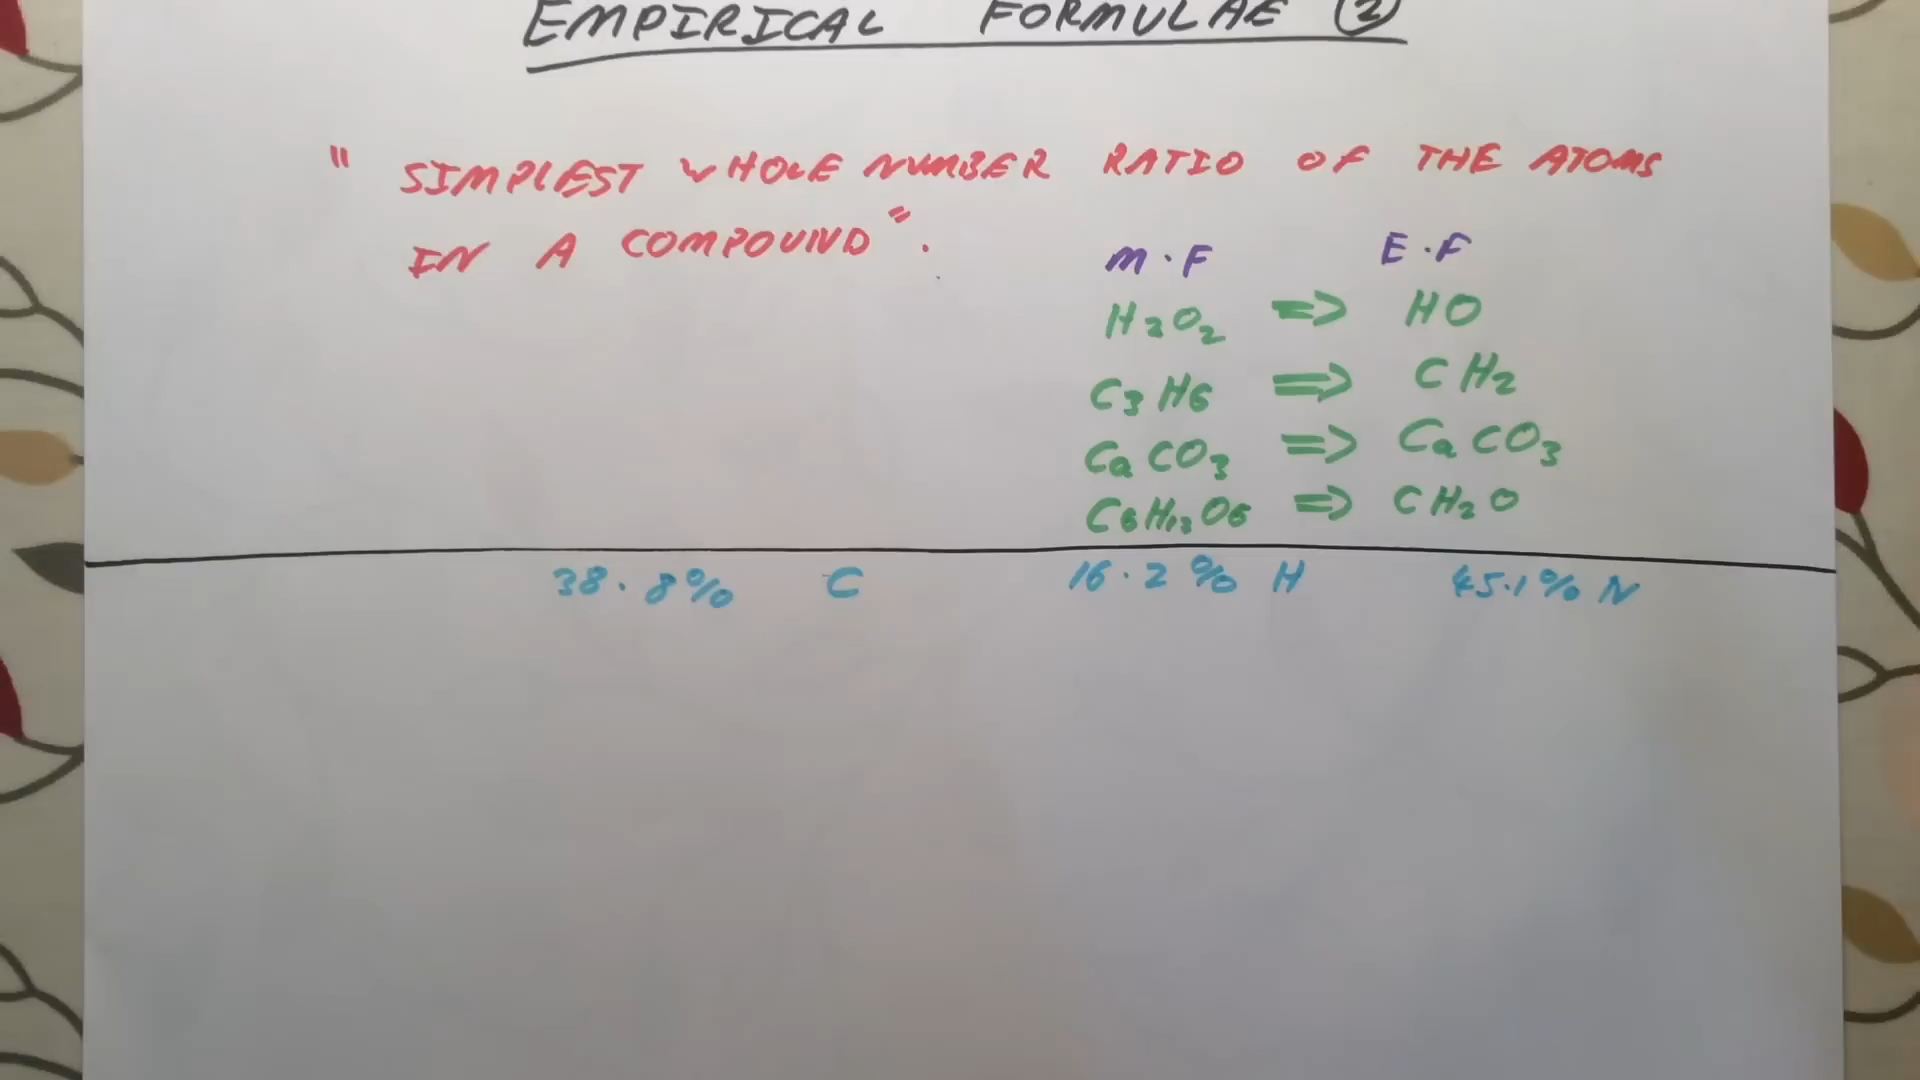 EMPIRICAL FORMULAE (2)
" SIMPLEST WHOLE NUMBER RATIO OF THE ATOMS
IN A COMPOUND".
M.F E.F
H2O2 => HO
C3H6 => CH2
CaCO3 => CaCO3
C6H12O6 => CH2O
38.8% C 16.2% H 45.1% N